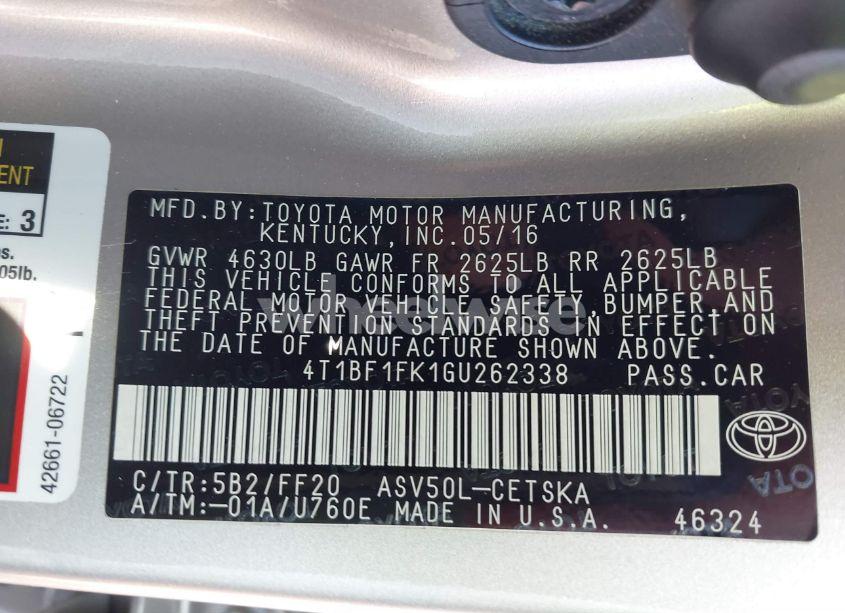 ENT
E: 3
s.
05lb.
42661-06722
MFD.BY:TOYOTA MOTOR MANUFACTURING,
KENTUCKY,INC.05/16
GVWR 4630LB GAWR FR 2625LB RR 2625LB
THIS VEHICLE CONFORMS TO ALL APPLICABLE
FEDERAL MOTOR VEHICLE SAFETY,BUMPER AND
THEFT PREVENTION STANDARDS IN EFFECT ON
THE DATE OF MANUFACTURE SHOWN ABOVE.
4T1BF1FK1GU262338 PASS.CAR
C/TR:5B2/FF20 ASV50L-CETSKA
A/TM:-01A/U760E MADE IN U.S.A. 46324